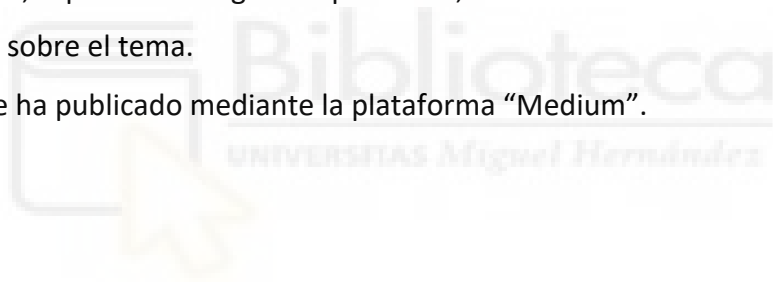 sobre el tema.
e ha publicado mediante la plataforma “Medium”.
Biblioteca
UNIVERSITAS Miguel Hernández